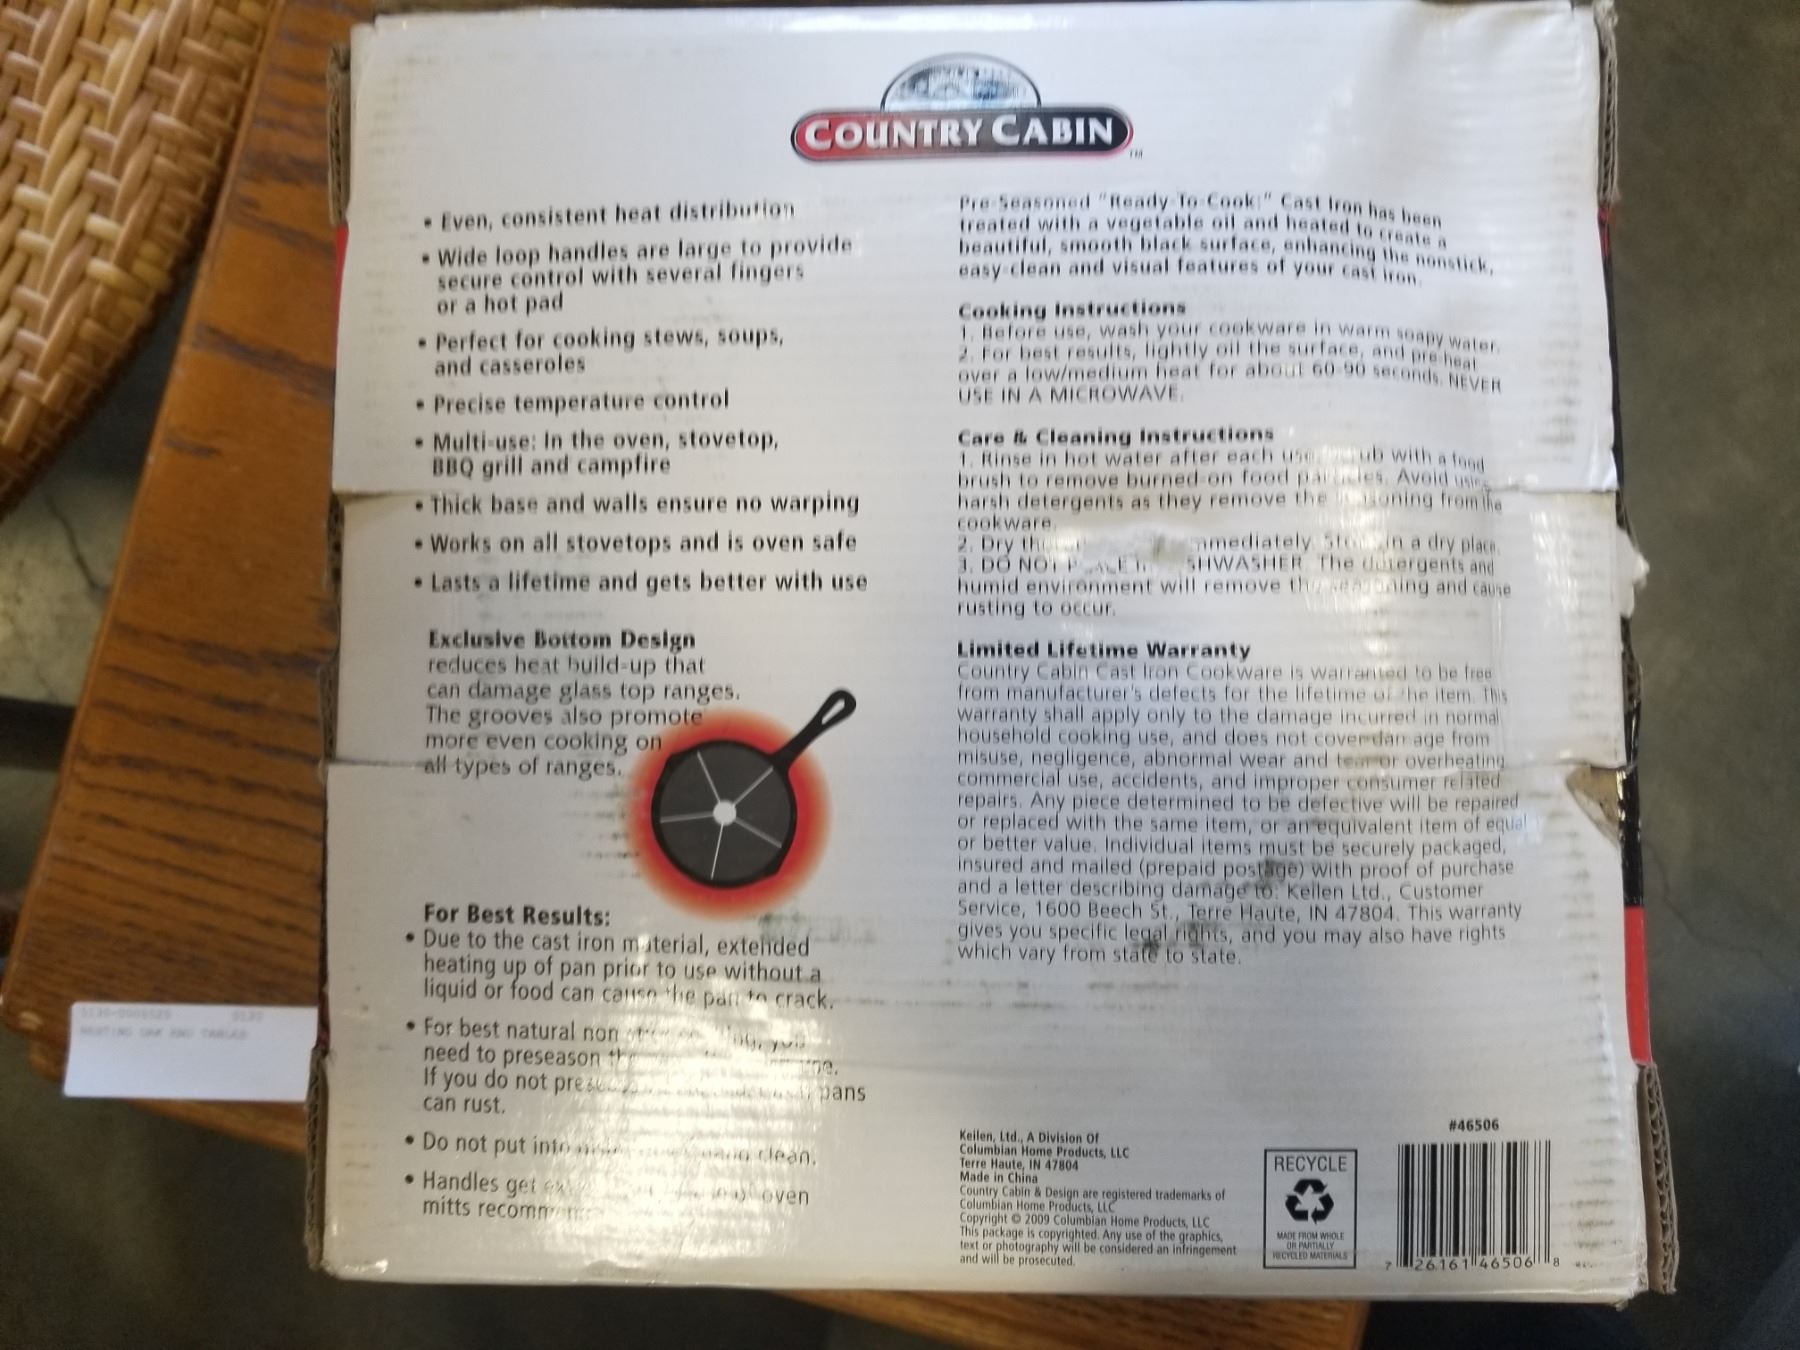 COUNTRY CABIN
TM
• Even, consistent heat distribution
• Wide loop handles are large to provide
secure control with several fingers
or a hot pad
• Perfect for cooking stews, soups,
and casseroles
• Precise temperature control
• Multi-use: In the oven, stovetop,
BBQ grill and campfire
• Thick base and walls ensure no warping
• Works on all stovetops and is oven safe
• Lasts a lifetime and gets better with use
Exclusive Bottom Design
reduces heat build-up that
can damage glass top ranges.
The grooves also promote
more even cooking on
all types of ranges.
For Best Results:
• Due to the cast iron material, extended
heating up of pan prior to use without a
liquid or food can cause the pan to crack.
• For best natural non
need to preseason
If you do not pans
can rust.
• Do not put into clean.
• Handles get oven
mitts
Pre-Seasoned "Ready-To-Cook:" Cast Iron has been
treated with a vegetable oil and heated to create a
beautiful, smooth black surface, enhancing the nonstick,
easy-clean and visual features of your cast iron.
Cooking Instructions
1. Before use, wash your cookware in warm soapy water.
2. For best results, lightly oil the surface, and pre-heat
over a low/medium heat for about 60-90 seconds. NEVER
USE IN A MICROWAVE.
Care & Cleaning Instructions
1. Rinse in hot water after each with a food
brush to remove burned-on food particles. Avoid using
harsh detergents as they remove the seasoning from the
cookware.
2. Dry immediately. Store in a dry place.
3. DO NOT DISHWASHER. The detergents and
humid environment will remove the seasoning and cause
rusting to occur.
Limited Lifetime Warranty
Country Cabin Cast Iron Cookware is warranted to be free
from manufacturer's defects for the lifetime of the item. This
warranty shall apply only to the damage incurred in normal
household cooking use, and does not cover damage from
misuse, negligence, abnormal wear and tear or overheating
commercial use, accidents, and improper consumer related
repairs. Any piece determined to be defective will be repaired
or replaced with the same item, or an equivalent item of equal
or better value. Individual items must be securely packaged,
insured and mailed (prepaid postage) with proof of purchase
and a letter describing damage to: Keilen Ltd., Customer
Service, 1600 Beech St., Terre Haute, IN 47804. This warranty
gives you specific legal rights, and you may also have rights
which vary from state to state.
Keilen, Ltd., A Division Of
Columbian Home Products, LLC
Terre Haute, IN 47804
Made in China
Country Cabin & Design are registered trademarks of
Columbian Home Products, LLC
Copyright © 2009 Columbian Home Products, LLC
This package is copyrighted. Any use of the graphics,
text or photography will be considered an infringement
and will be prosecuted.
RECYCLE
MADE FROM WHOLE
OR PARTIALLY
RECYCLED MATERIALS
#46506
7 26161 46506 8